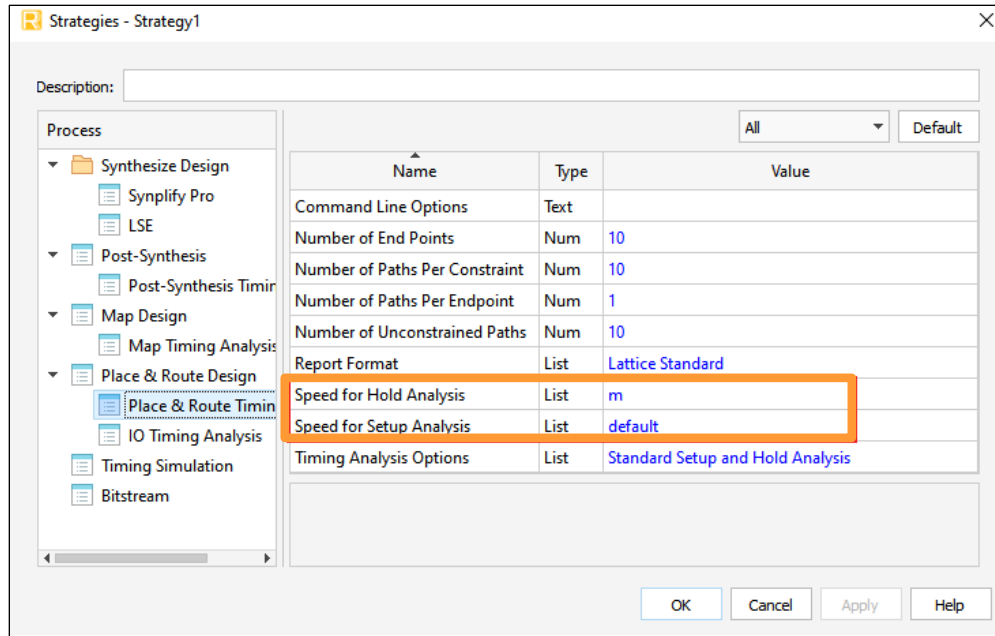 Strategies - Strategy1
Description:
Process
All
Default
Synthesize Design
Synplify Pro
LSE
Post-Synthesis
Post-Synthesis Timin
Map Design
Map Timing Analysis
Place & Route Design
Place & Route Timin
IO Timing Analysis
Timing Simulation
Bitstream
Name Type Value
Command Line Options Text
Number of End Points Num 10
Number of Paths Per Constraint Num 10
Number of Paths Per Endpoint Num 1
Number of Unconstrained Paths Num 10
Report Format List Lattice Standard
Speed for Hold Analysis List m
Speed for Setup Analysis List default
Timing Analysis Options List Standard Setup and Hold Analysis
OK Cancel Apply Help